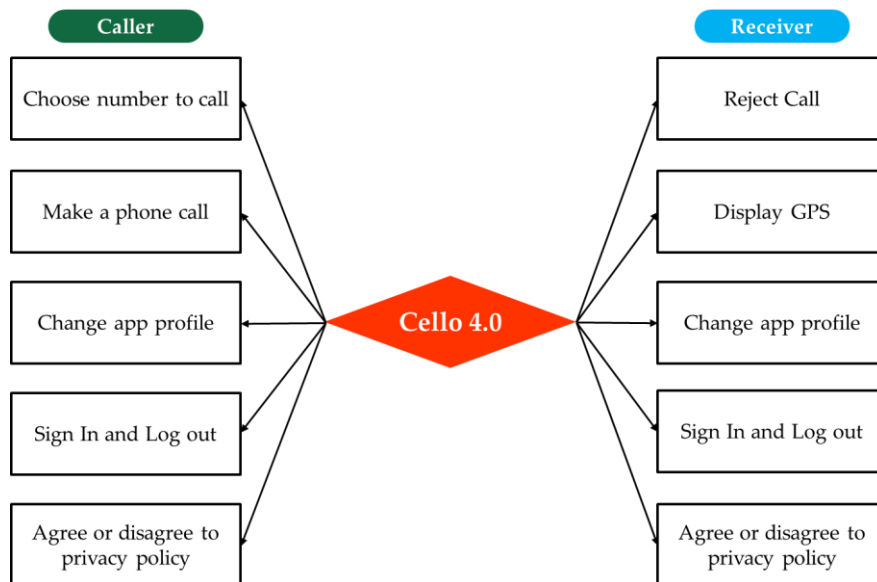 Caller
Receiver
Choose number to call
Reject Call
Make a phone call
Display GPS
Cello 4.0
Change app profile
Change app profile
Sign In and Log out
Sign In and Log out
Agree or disagree to
privacy policy
Agree or disagree to
privacy policy